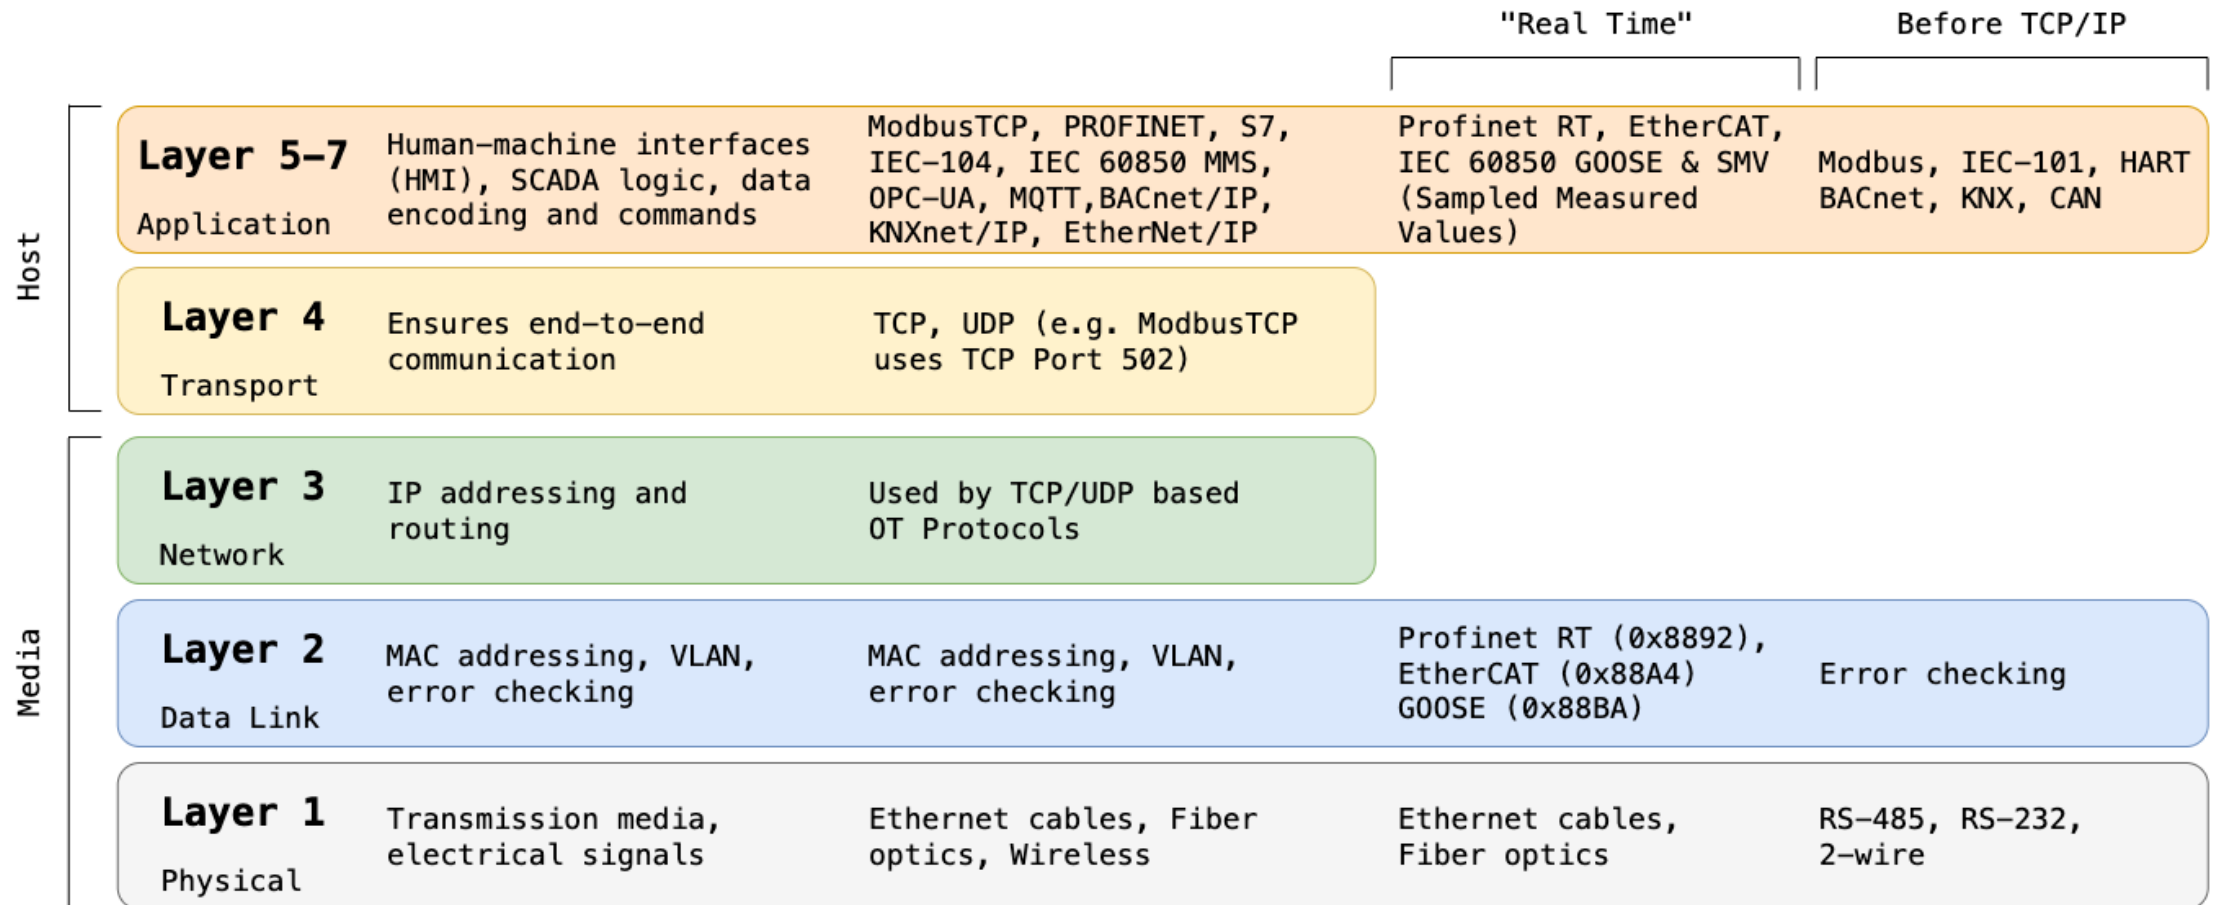 "Real Time"
Before TCP/IP
Host
Layer 5–7
Application
Human–machine interfaces
(HMI), SCADA logic, data
encoding and commands
ModbusTCP, PROFINET, S7,
IEC–104, IEC 60850 MMS,
OPC–UA, MQTT,BACnet/IP,
KNXnet/IP, EtherNet/IP
Profinet RT, EtherCAT,
IEC 60850 GOOSE & SMV
(Sampled Measured
Values)
Modbus, IEC–101, HART
BACnet, KNX, CAN
Layer 4
Transport
Ensures end–to–end
communication
TCP, UDP (e.g. ModbusTCP
uses TCP Port 502)
Media
Layer 3
Network
IP addressing and
routing
Used by TCP/UDP based
OT Protocols
Layer 2
Data Link
MAC addressing, VLAN,
error checking
MAC addressing, VLAN,
error checking
Profinet RT (0x8892),
EtherCAT (0x88A4)
GOOSE (0x88BA)
Error checking
Layer 1
Physical
Transmission media,
electrical signals
Ethernet cables, Fiber
optics, Wireless
Ethernet cables,
Fiber optics
RS–485, RS–232,
2–wire